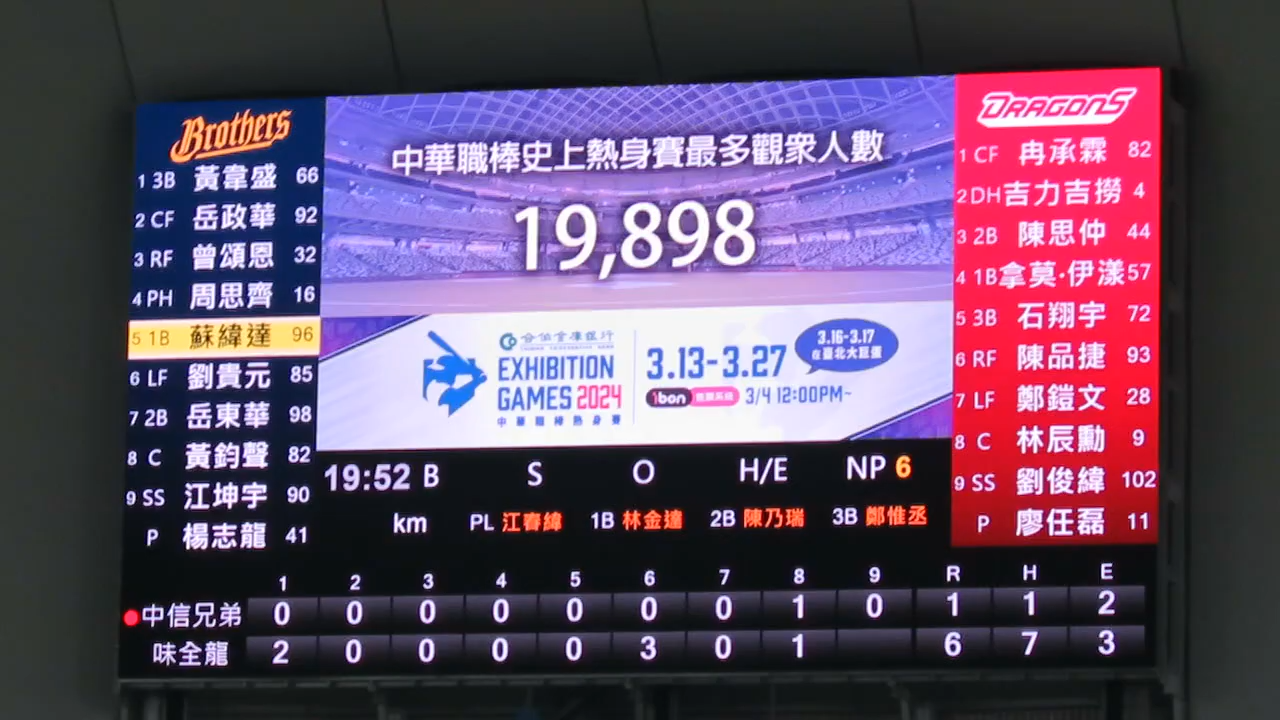 Brothers
1 3B 黃韋盛 66
2 CF 岳政華 92
3 RF 曾頌恩 32
4 PH 周思齊 16
5 1B 蘇緯達 96
6 LF 劉貴元 85
7 2B 岳東華 98
8 C 黃鈞聲 82
9 SS 江坤宇 90
P 楊志龍 41
中華職棒史上熱身賽最多觀眾人數
19,898
合作金庫銀行
EXHIBITION
GAMES 2024
中華職棒熱身賽
3.13-3.27
3.16-3.17
在臺北大巨蛋
ibon 售票系統 3/4 12:00PM~
19:52 B S O H/E NP 6
km PL 江春緯 1B 林金達 2B 陳乃瑞 3B 鄭惟丞
DRAGONS
1 CF 冉承霖 82
2 DH 吉力吉撈 4
3 2B 陳思仲 44
4 1B 拿莫·伊漾 57
5 3B 石翔宇 72
6 RF 陳品捷 93
7 LF 鄭鎧文 28
8 C 林辰勳 9
9 SS 劉俊緯 102
P 廖任磊 11
1 2 3 4 5 6 7 8 9 R H E
中信兄弟 0 0 0 0 0 0 0 1 0 1 1 2
味全龍 2 0 0 0 0 3 0 1 6 7 3